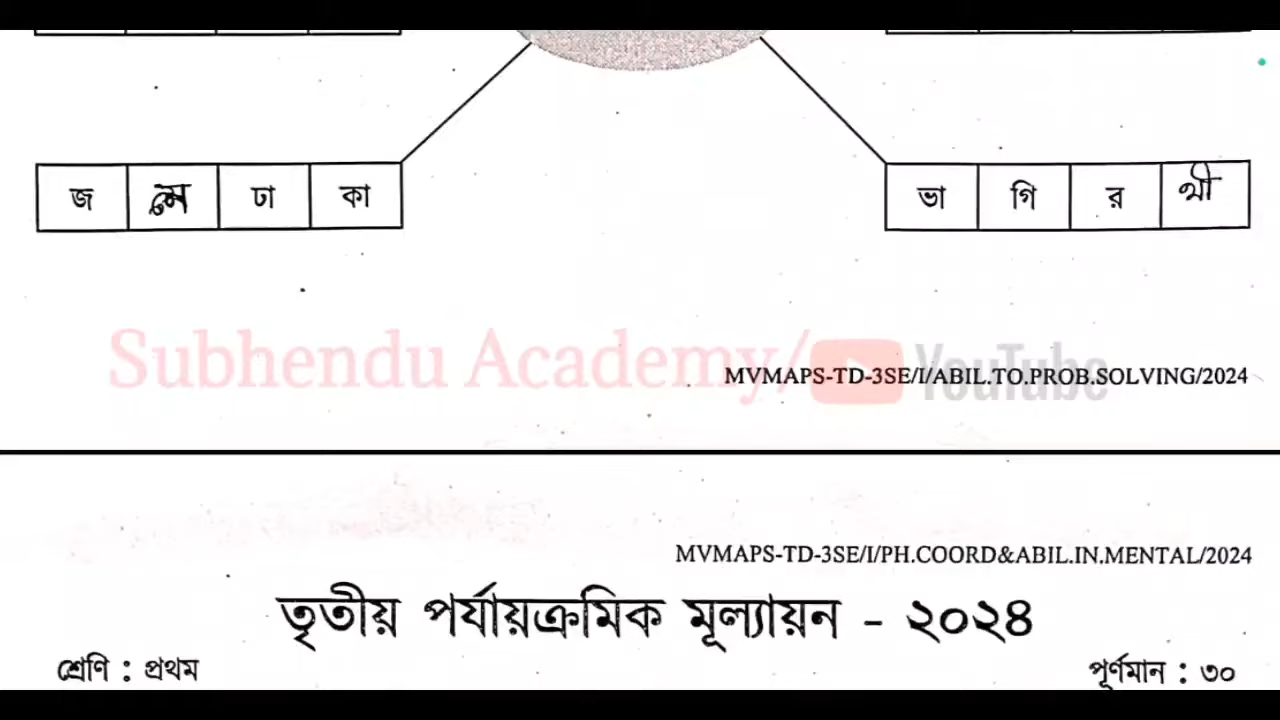 জ মে ঢা কা
ভা গি র থী
Subhendu Academy/ YouTube
MVMAPS-TD-3SE/I/ABIL.TO.PROB.SOLVING/2024
MVMAPS-TD-3SE/I/PH.COORD&ABIL.IN.MENTAL/2024
তৃতীয় পর্যায়ক্রমিক মূল্যায়ন - ২০২৪
শ্রেণি : প্রথম
পূর্ণমান : ৩০